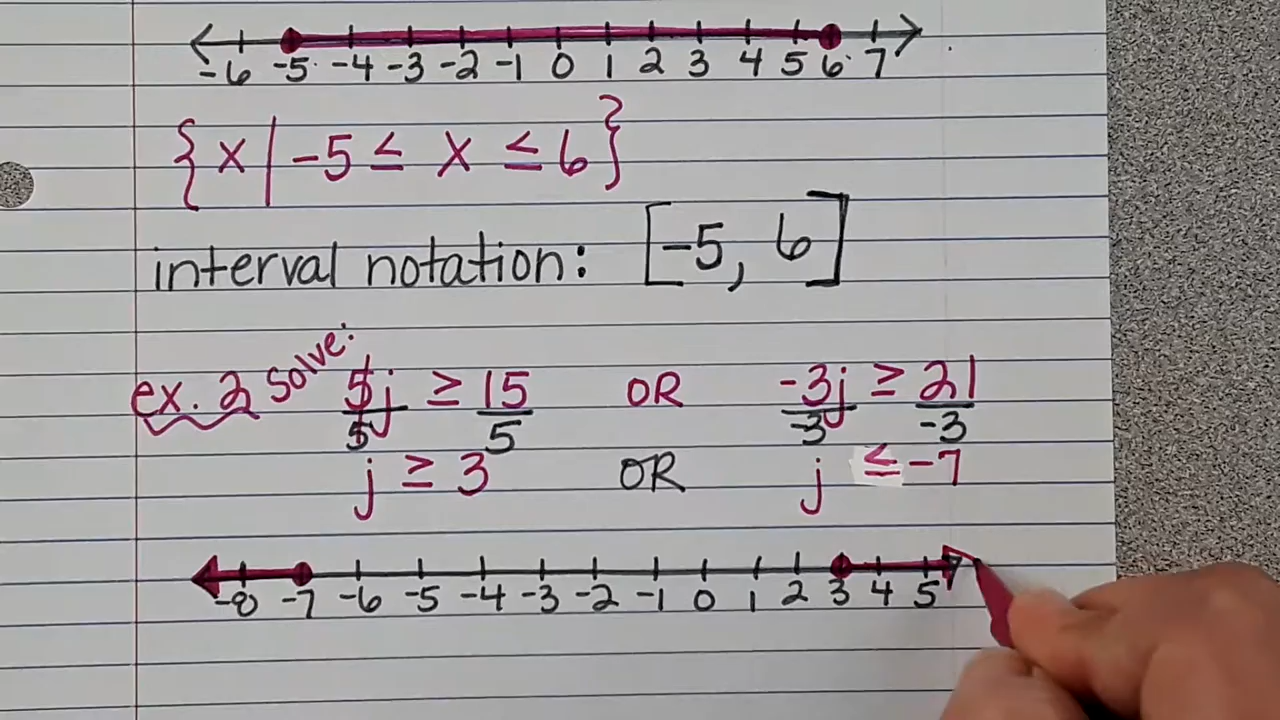 -6 -5 -4 -3 -2 -1 0 1 2 3 4 5 6 7
{x | -5 ≤ x ≤ 6}
interval notation: [-5, 6]
ex. 2 Solve: 5j ≥ 15 OR -3j ≥ 21
5 5 -3 -3
j ≥ 3 OR j ≤ -7
-8 -7 -6 -5 -4 -3 -2 -1 0 1 2 3 4 5